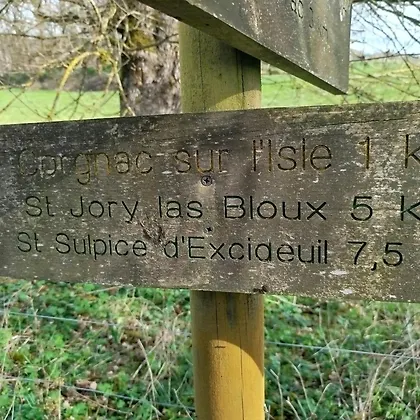 Corgnac sur l'Isle 1 k
St Jory las Bloux 5 k
St Sulpice d'Excideuil 7,5